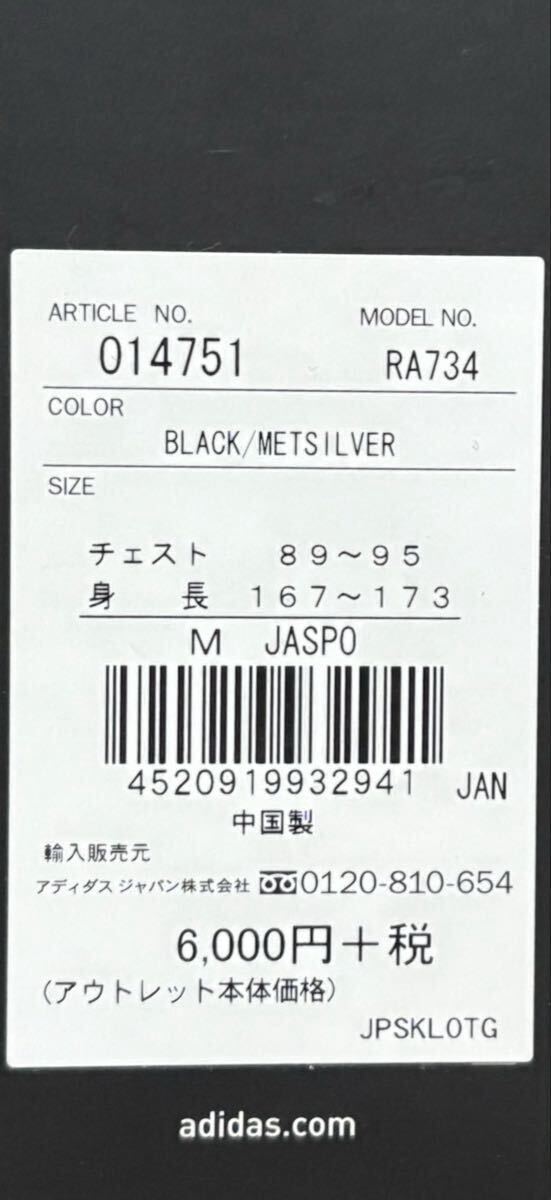 ARTICLE NO. MODEL NO.
014751 RA734
COLOR
BLACK/METSILVER
SIZE
チェスト 89～95
身 長 167～173
M JASPO
4520919932941 JAN
中国製
輸入販売元
アディダス ジャパン株式会社 0120-810-654
6,000円＋税
(アウトレット本体価格)
JPSKLOTG
adidas.com